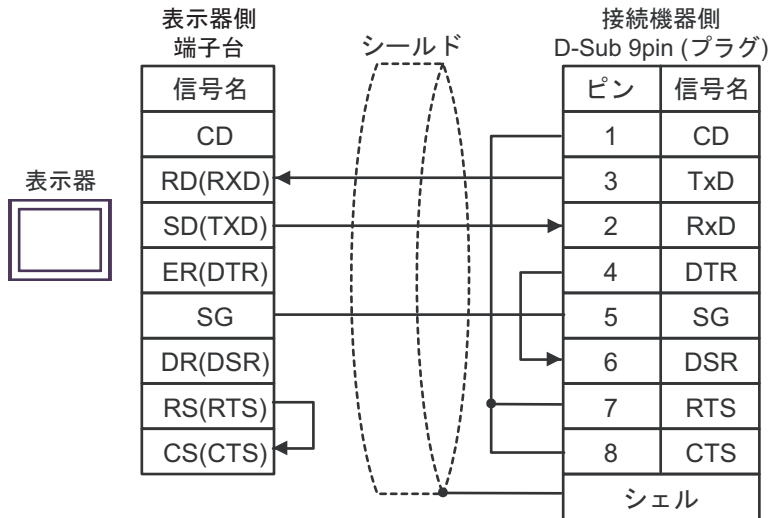 表示器側
端子台
シールド
接続機器側
D-Sub 9pin (プラグ)
信号名
ピン 信号名
CD
1 CD
表示器
RD(RXD)
3 TxD
SD(TXD)
2 RxD
ER(DTR)
4 DTR
SG
5 SG
DR(DSR)
6 DSR
RS(RTS)
7 RTS
CS(CTS)
8 CTS
シェル